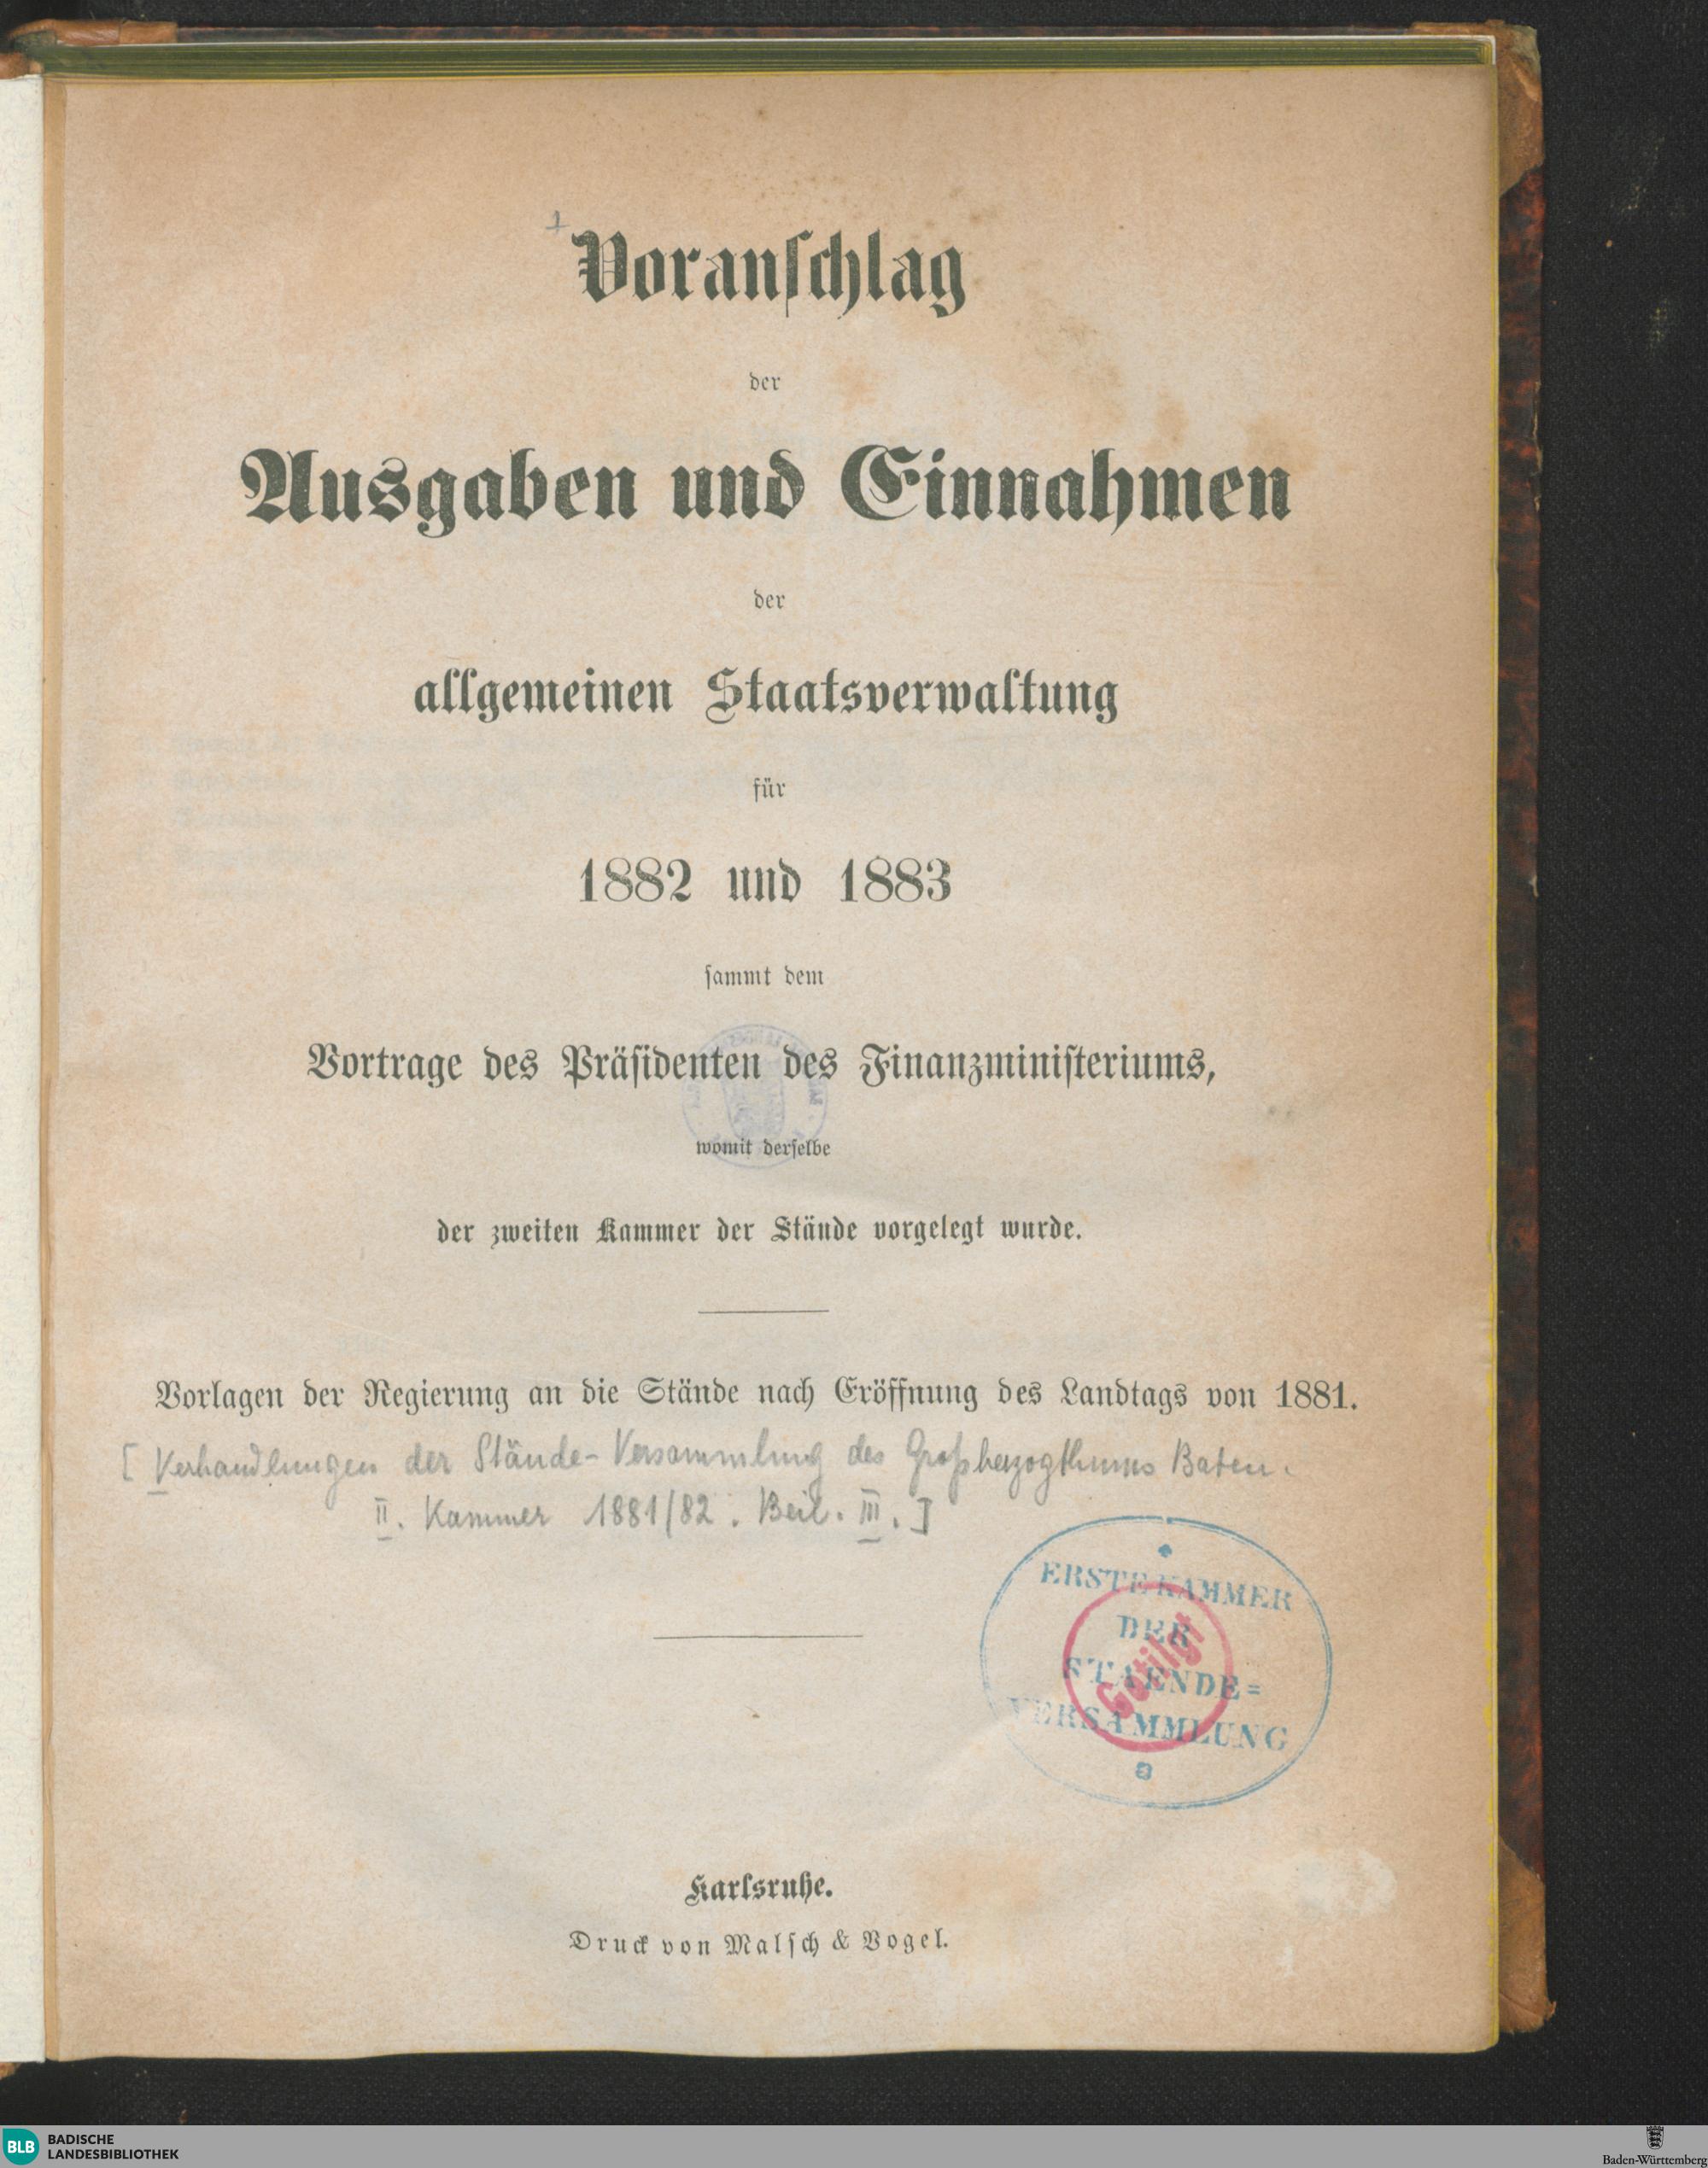 Voranſchlag
der
Ausgaben und Einnahmen
der
allgemeinen Staatsverwaltung
für
1882 und 1883
ſammt dem
Vortrage des Präſidenten des Finanzminiſteriums,
womit derſelbe
der zweiten Kammer der Stände vorgelegt wurde.
Vorlagen der Regierung an die Stände nach Eröffnung des Landtags von 1881.
[Verhandlungen der Stände-Versammlung des Großherzogthums Baden.
II. Kammer 1881/82. Beil. III.]
ERSTE KAMMER
DER
STAENDE=
VERSAMMLUNG
Getilgt
Karlsruhe.
Druck von Malſch & Vogel.
BLB BADISCHE
LANDESBIBLIOTHEK
Baden-Württemberg